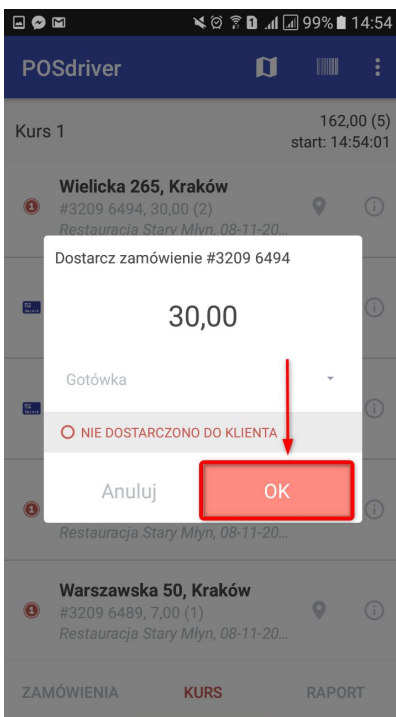 99% 14:54
POSdriver
Kurs 1
162,00 (5)
start: 14:54:01
Wielicka 265, Kraków
#3209 6494, 30,00 (2)
Restauracja Stary Młyn, 08-11-20...
Dostarcz zamówienie #3209 6494
30,00
Gotówka
NIE DOSTARCZONO DO KLIENTA
Anuluj
OK
Restauracja Stary Młyn, 08-11-20...
Warszawska 50, Kraków
#3209 6489, 7,00 (1)
Restauracja Stary Młyn, 08-11-20...
ZAMÓWIENIA
KURS
RAPORT